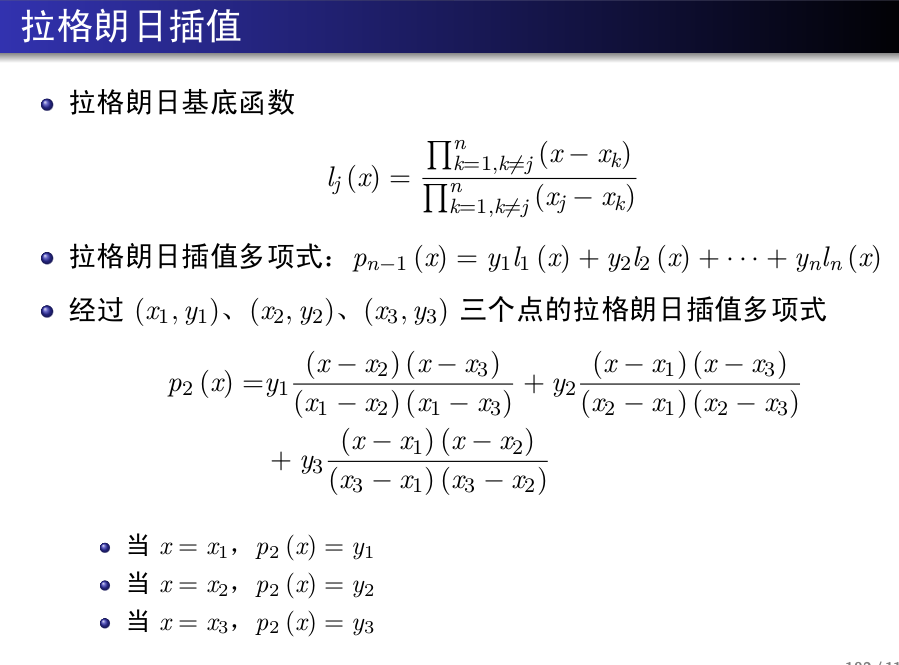 拉格朗日插值
拉格朗日基底函数
l_j (x) = \frac{\prod_{k=1,k≠j}^{n} (x − x_k)}{\prod_{k=1,k≠j}^{n} (x_j − x_k)}
拉格朗日插值多项式：p_{n−1} (x) = y_1 l_1 (x) + y_2 l_2 (x) + ⋯ + y_n l_n (x)
经过 (x_1, y_1)、(x_2, y_2)、(x_3, y_3) 三个点的拉格朗日插值多项式
p_2 (x) = y_1 \frac{(x − x_2) (x − x_3)}{(x_1 − x_2) (x_1 − x_3)} + y_2 \frac{(x − x_1) (x − x_3)}{(x_2 − x_1) (x_2 − x_3)}
+ y_3 \frac{(x − x_1) (x − x_2)}{(x_3 − x_1) (x_3 − x_2)}
当 x = x_1，p_2 (x) = y_1
当 x = x_2，p_2 (x) = y_2
当 x = x_3，p_2 (x) = y_3